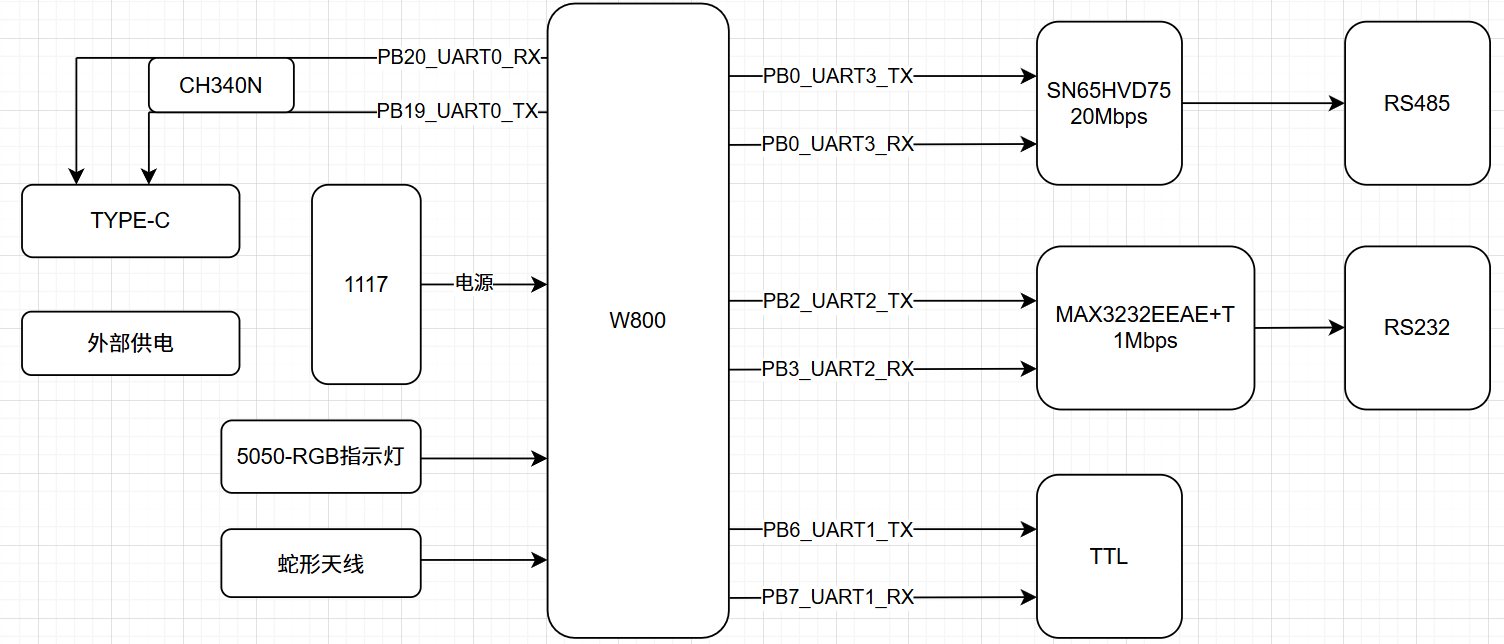 PB20_UART0_RX
CH340N
PB19_UART0_TX
TYPE-C
外部供电
1117
电源
5050-RGB指示灯
蛇形天线
W800
PB0_UART3_TX
PB0_UART3_RX
SN65HVD75
20Mbps
RS485
PB2_UART2_TX
PB3_UART2_RX
MAX3232EEAE+T
1Mbps
RS232
PB6_UART1_TX
PB7_UART1_RX
TTL